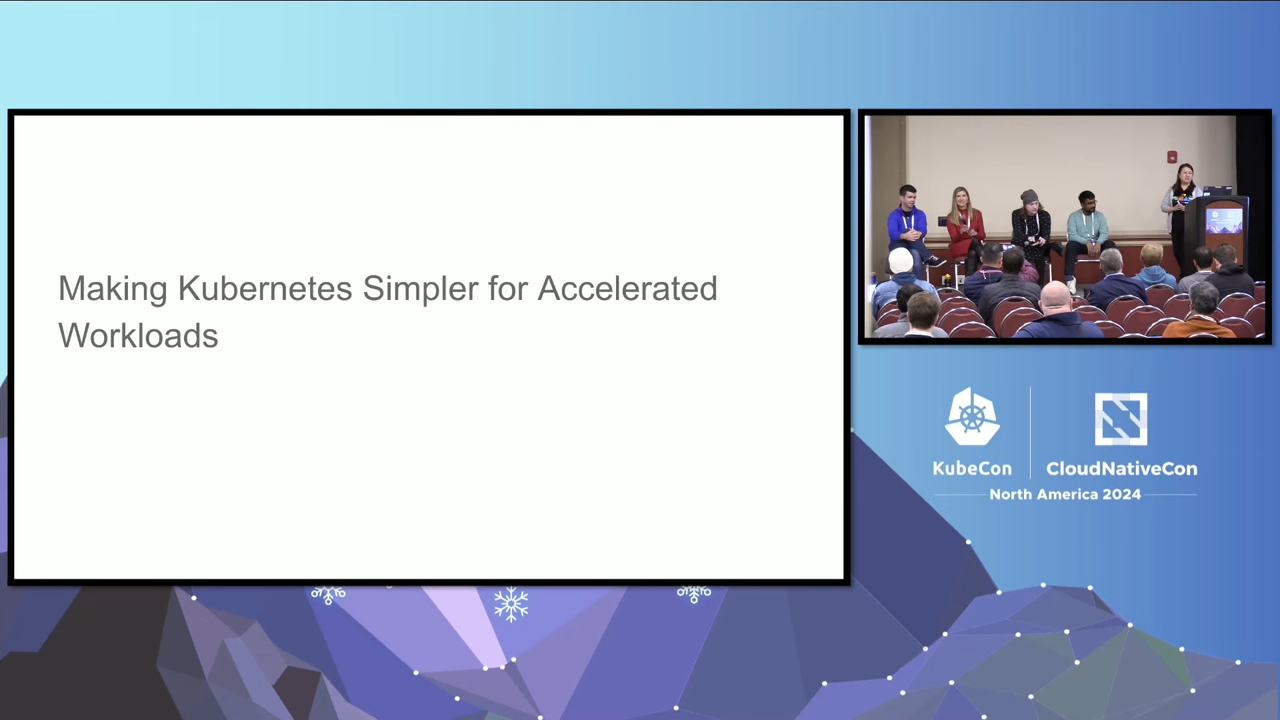 Making Kubernetes Simpler for Accelerated
Workloads
KubeCon
CloudNativeCon
North America 2024